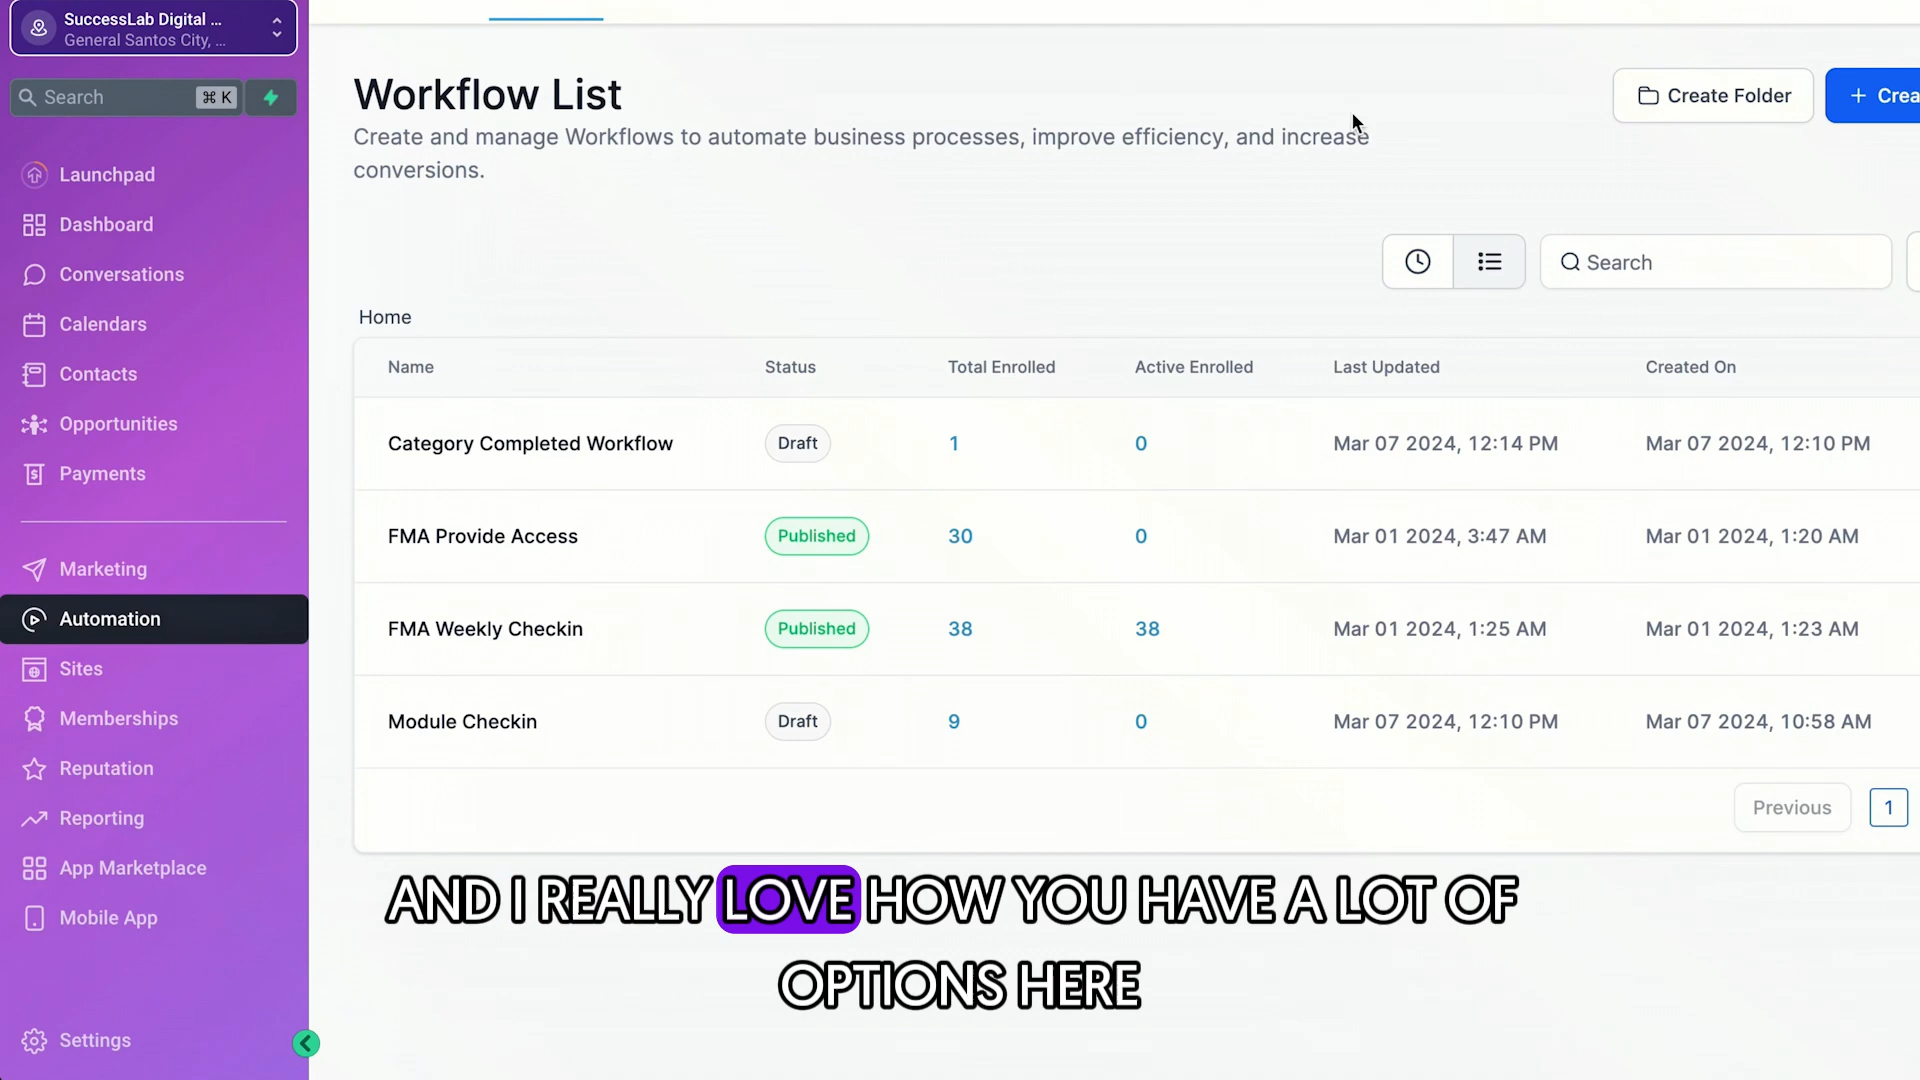 SuccessLab Digital ...
General Santos City, ...
Search ⌘ K
Launchpad
Dashboard
Conversations
Calendars
Contacts
Opportunities
Payments
Marketing
Automation
Sites
Memberships
Reputation
Reporting
App Marketplace
Mobile App
Settings
Workflow List
Create and manage Workflows to automate business processes, improve efficiency, and increase
conversions.
Create Folder
+ Crea
Search
Home
Name Status Total Enrolled Active Enrolled Last Updated Created On
Category Completed Workflow Draft 1 0 Mar 07 2024, 12:14 PM Mar 07 2024, 12:10 PM
FMA Provide Access Published 30 0 Mar 01 2024, 3:47 AM Mar 01 2024, 1:20 AM
FMA Weekly Checkin Published 38 38 Mar 01 2024, 1:25 AM Mar 01 2024, 1:23 AM
Module Checkin Draft 9 0 Mar 07 2024, 12:10 PM Mar 07 2024, 10:58 AM
Previous 1
AND I REALLY LOVE HOW YOU HAVE A LOT OF
OPTIONS HERE